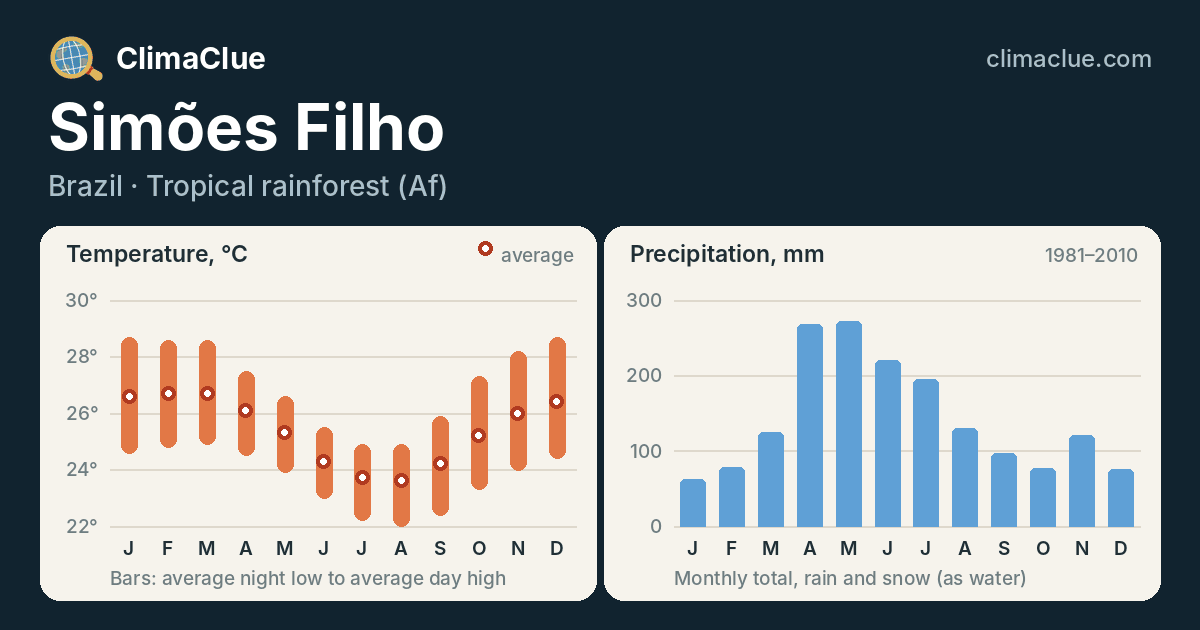 ClimaClue
climaclue.com
Simões Filho
Brazil · Tropical rainforest (Af)
Temperature, °C
average
30°
28°
26°
24°
22°
J F M A M J J A S O N D
Bars: average night low to average day high
Precipitation, mm
1981–2010
300
200
100
0
J F M A M J J A S O N D
Monthly total, rain and snow (as water)